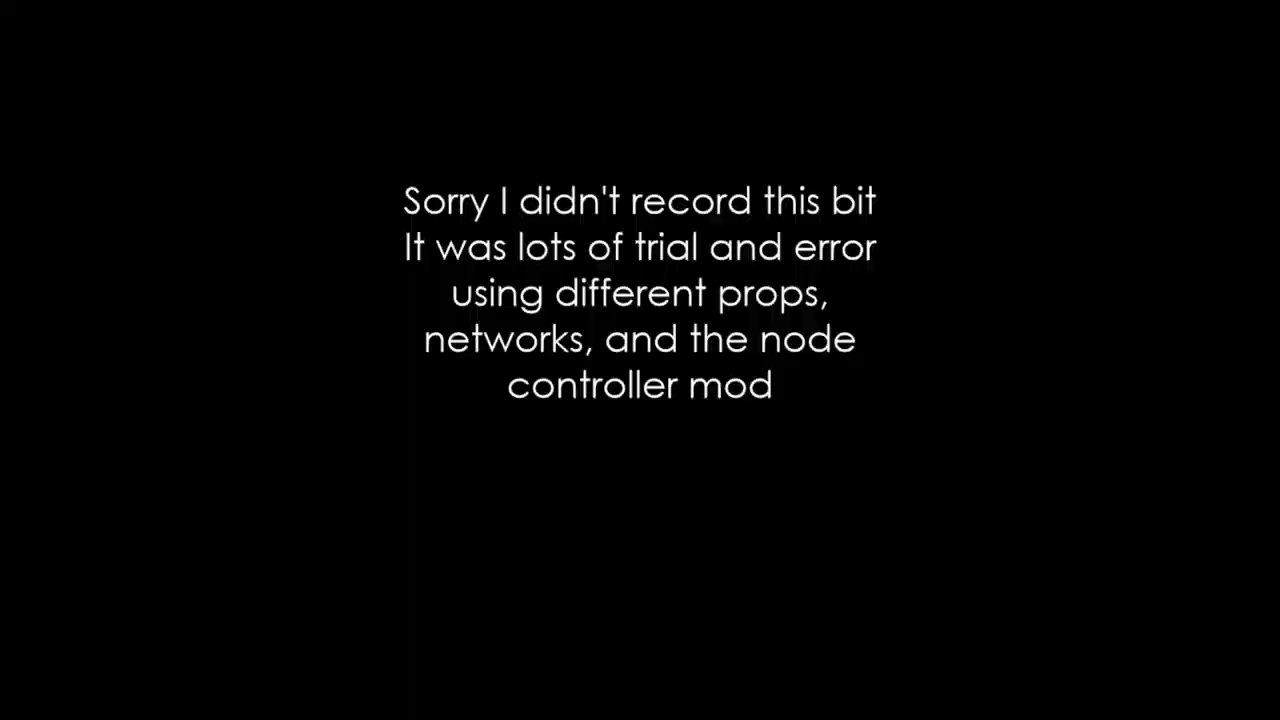 Sorry I didn't record this bit
It was lots of trial and error
using different props,
networks, and the node
controller mod